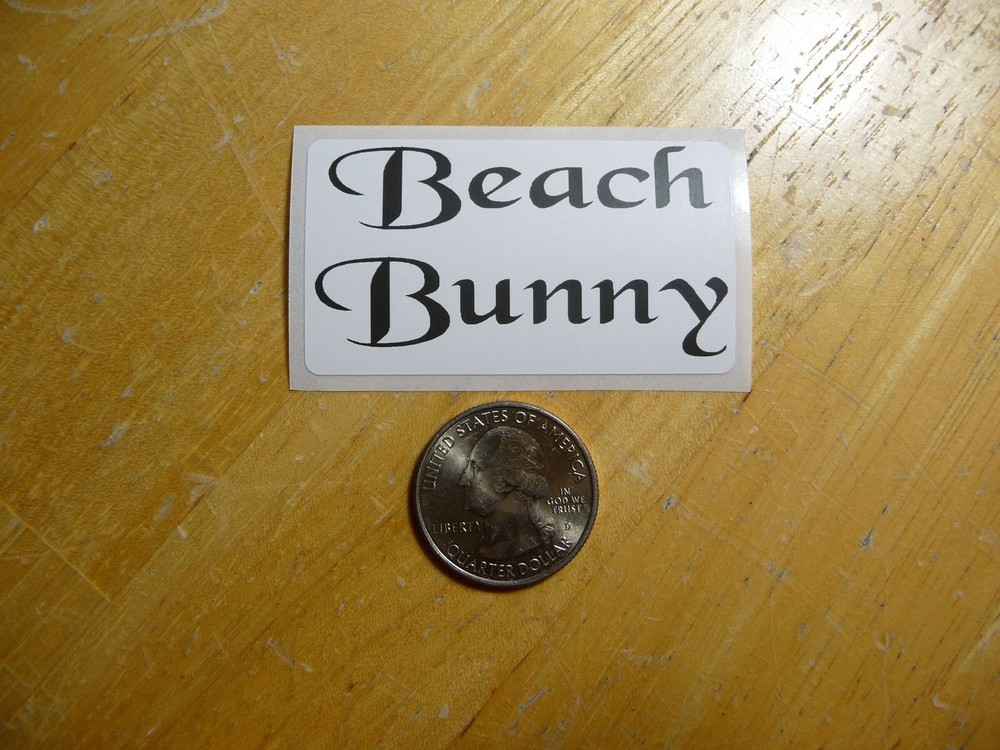 Beach
Bunny
UNITED STATES OF AMERICA
IN
GOD WE
TRUST
LIBERTY
D
QUARTER DOLLAR